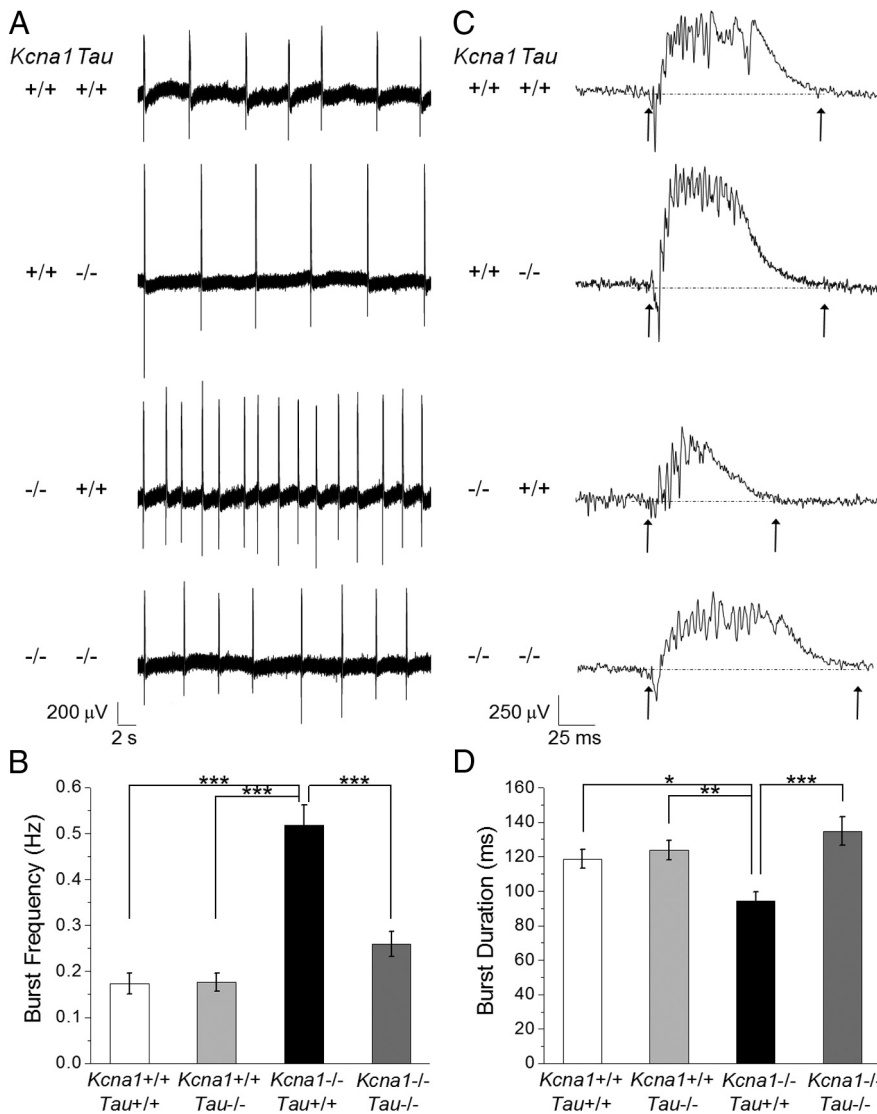 A
Kcna1 Tau
+/+ +/+
+/+ -/-
-/- +/+
-/- -/-
200 μV
2 s
C
Kcna1 Tau
+/+ +/+
+/+ -/-
-/- +/+
-/- -/-
250 μV
25 ms
B
Burst Frequency (Hz)
0.6
0.5
0.4
0.3
0.2
0.1
0.0
***
***
***
Kcna1+/+ Kcna1+/+ Kcna1-/- Kcna1-/-
Tau+/+ Tau-/- Tau+/+ Tau-/-
D
Burst Duration (ms)
160
140
120
100
80
60
40
20
0
*
**
***
Kcna1+/+ Kcna1+/+ Kcna1-/- Kcna1-/-
Tau+/+ Tau-/- Tau+/+ Tau-/-